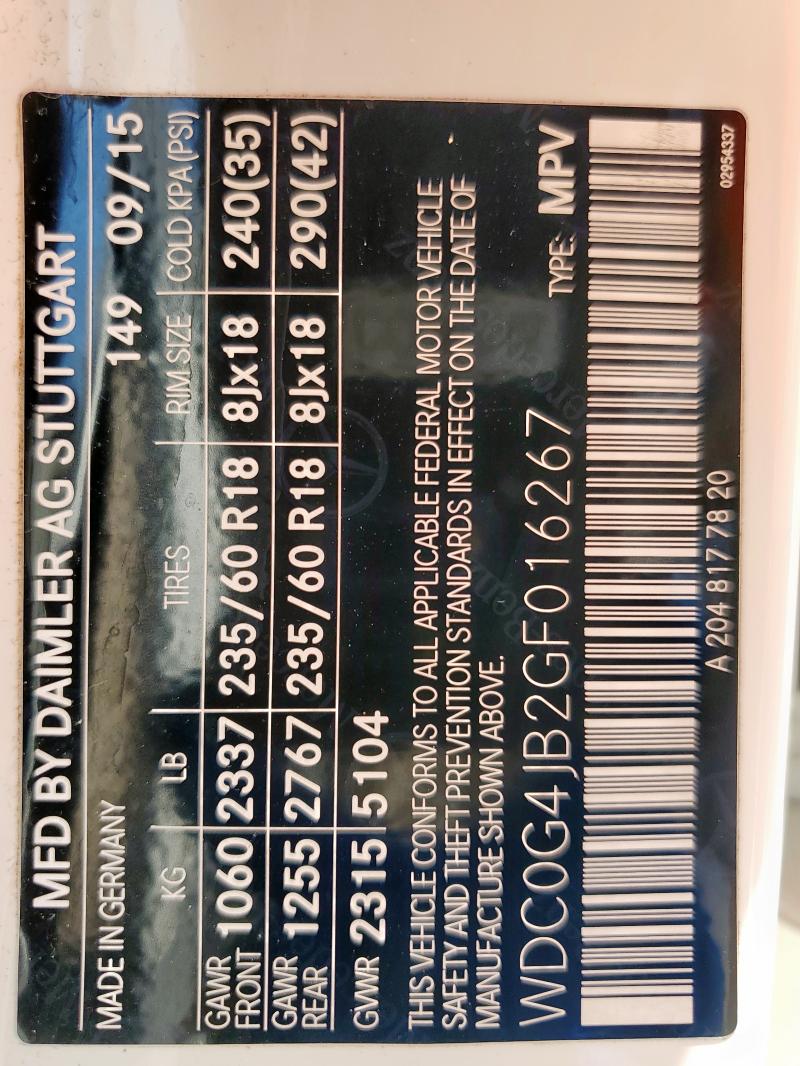 MFD BY DAIMLER AG STUTTGART
MADE IN GERMANY 149 09/15
KG LB TIRES RIM SIZE COLD KPA (PSI)
GAWR FRONT 1060 2337 235/60 R18 8Jx18 240(35)
GAWR REAR 1255 2767 235/60 R18 8Jx18 290(42)
GVWR 2315 5104
THIS VEHICLE CONFORMS TO ALL APPLICABLE FEDERAL MOTOR VEHICLE
SAFETY AND THEFT PREVENTION STANDARDS IN EFFECT ON THE DATE OF
MANUFACTURE SHOWN ABOVE.
TYPE: MPV
WDC0G4JB2GF016267
A 204 817 78 20
02954337